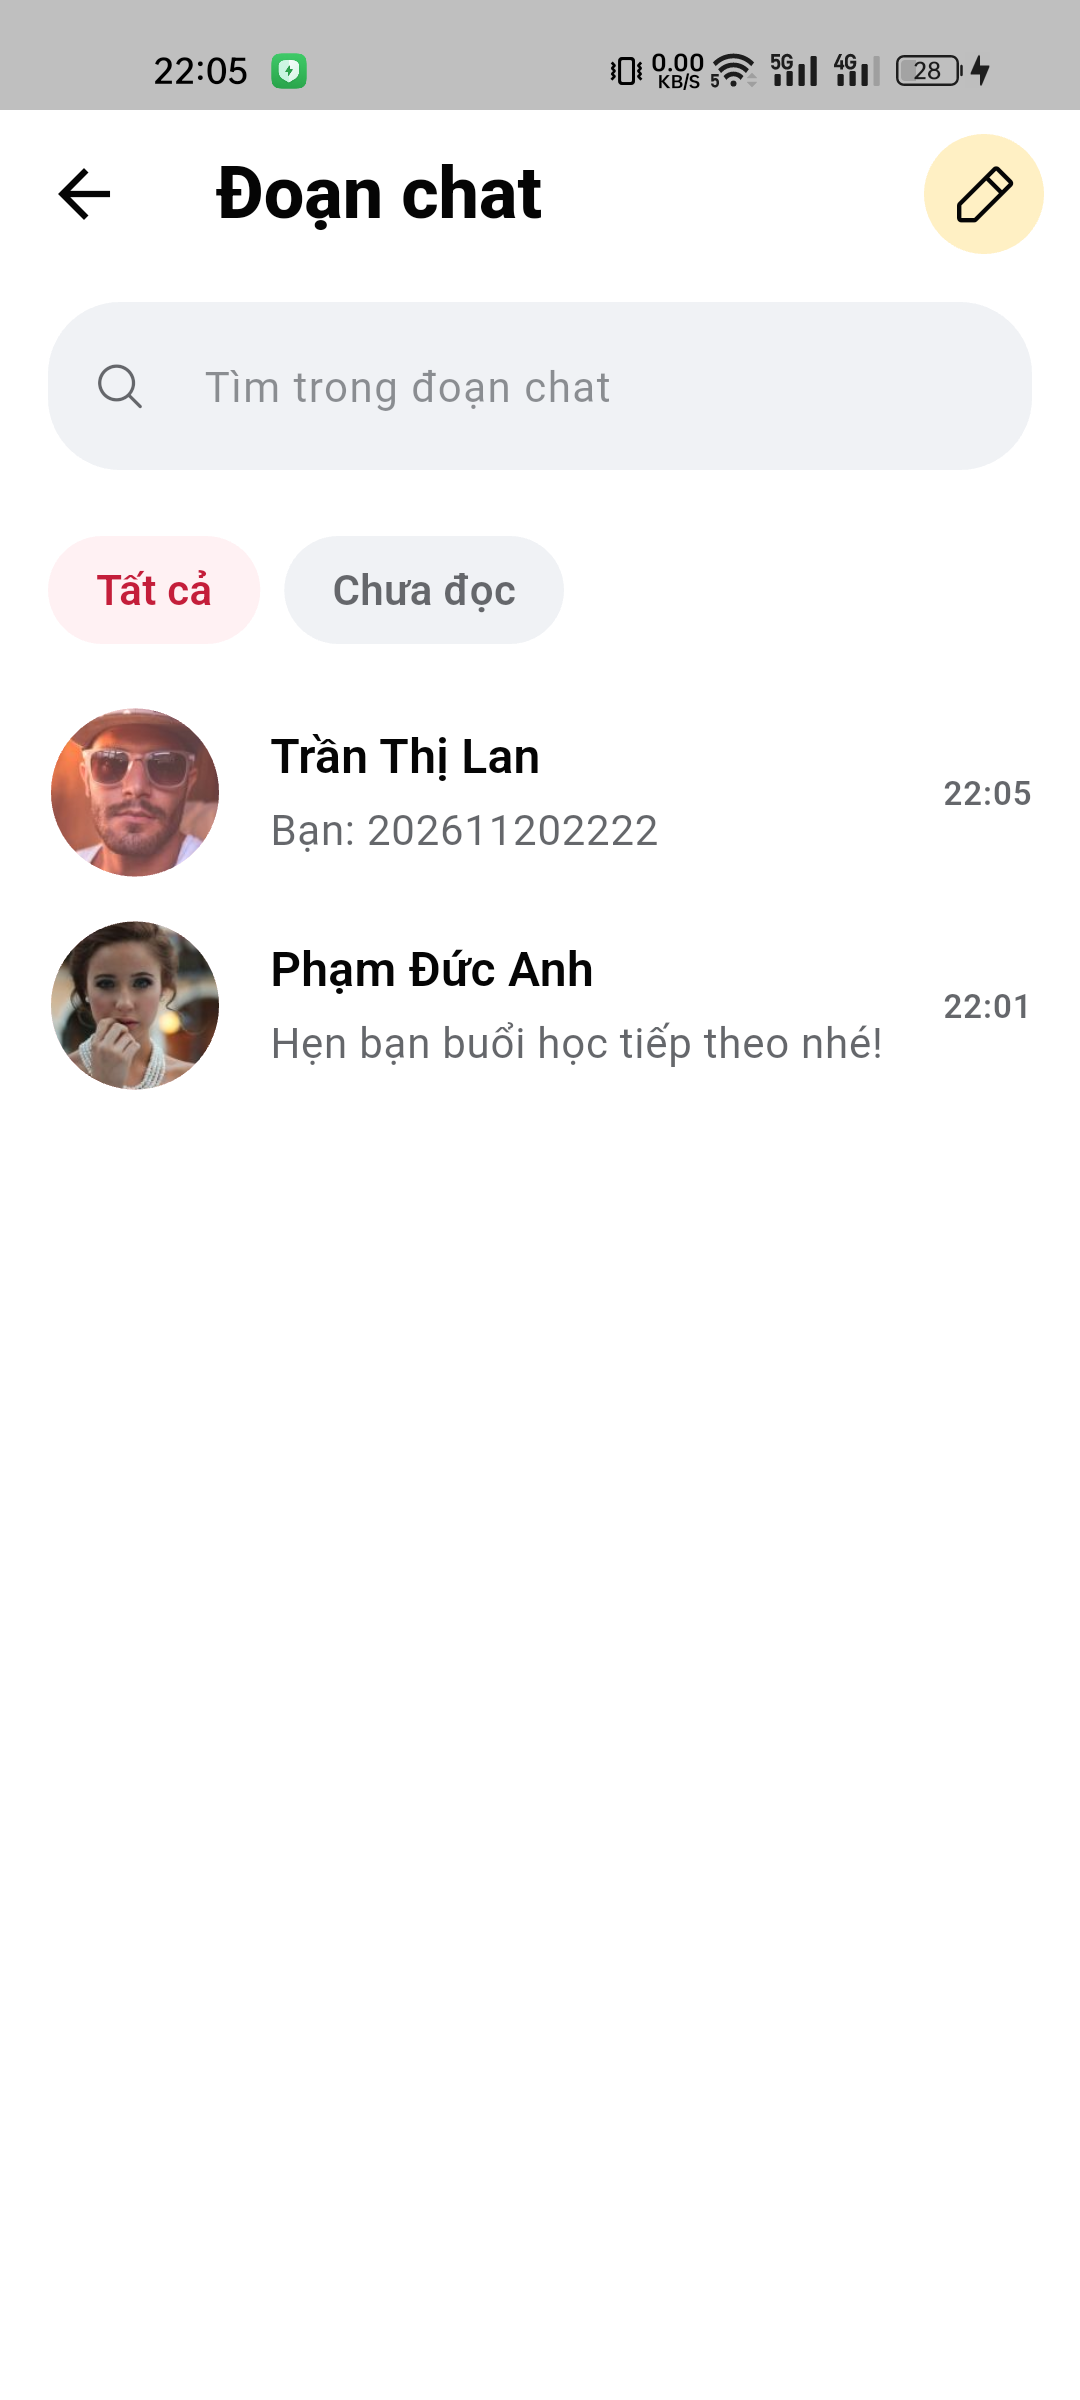 22:05
0.00
KB/S
5
5G
4G
28
Đoạn chat
Tìm trong đoạn chat
Tất cả
Chưa đọc
Trần Thị Lan
Bạn: 202611202222
22:05
Phạm Đức Anh
Hẹn bạn buổi học tiếp theo nhé!
22:01